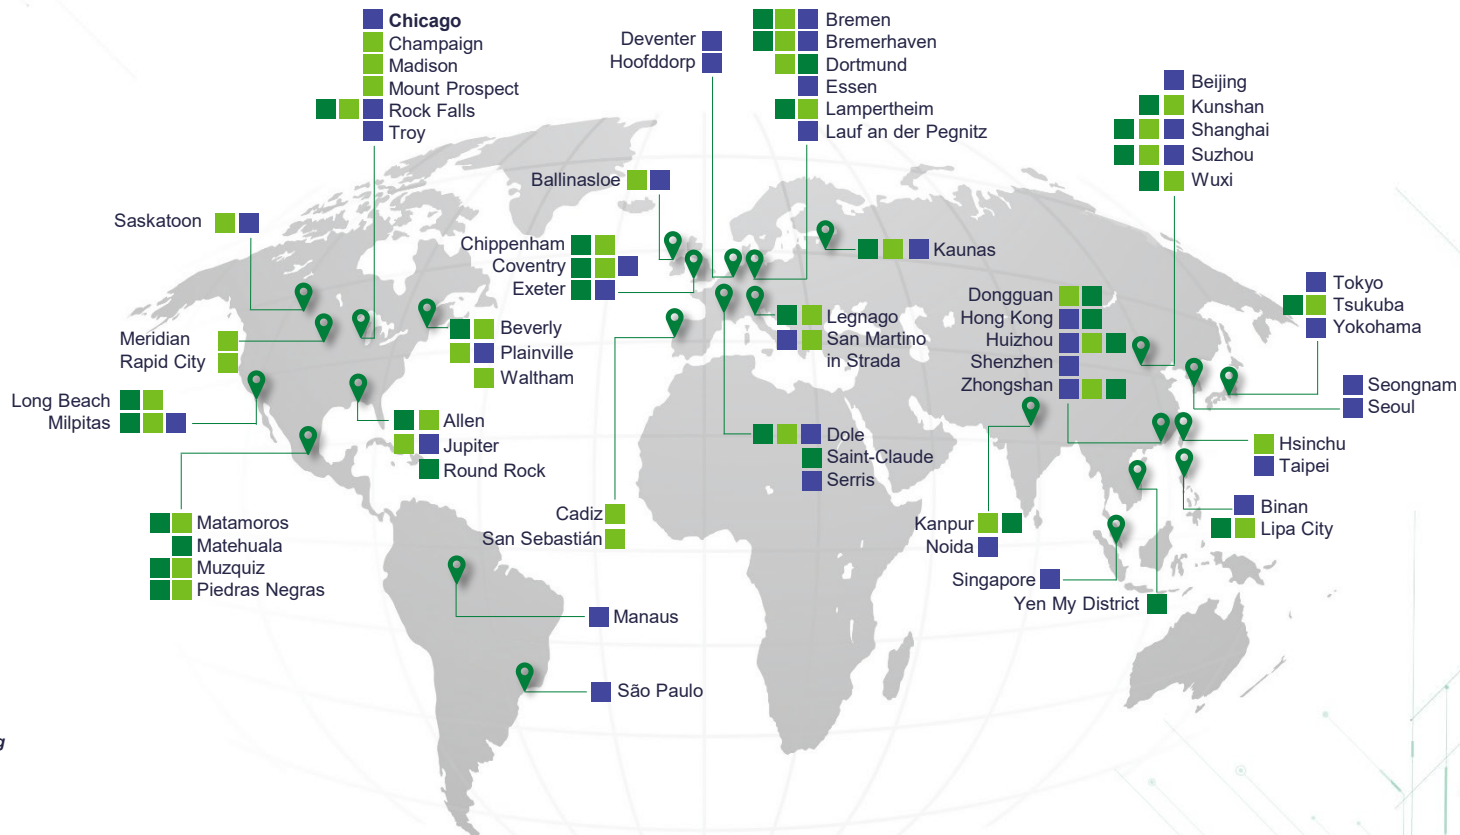 Chicago
Champaign
Madison
Mount Prospect
Rock Falls
Troy
Deventer
Hoofddorp
Bremen
Bremerhaven
Dortmund
Essen
Lampertheim
Lauf an der Pegnitz
Beijing
Kunshan
Shanghai
Suzhou
Wuxi
Ballinasloe
Saskatoon
Chippenham
Coventry
Exeter
Kaunas
Tokyo
Tsukuba
Yokohama
Dongguan
Hong Kong
Huizhou
Shenzhen
Zhongshan
Meridian
Rapid City
Beverly
Plainville
Waltham
Legnago
San Martino
in Strada
Long Beach
Milpitas
Seongnam
Seoul
Allen
Jupiter
Round Rock
Dole
Saint-Claude
Serris
Hsinchu
Taipei
Matamoros
Matehuala
Muzquiz
Piedras Negras
Cadiz
San Sebastián
Kanpur
Noida
Binan
Lipa City
Singapore
Yen My District
Manaus
São Paulo